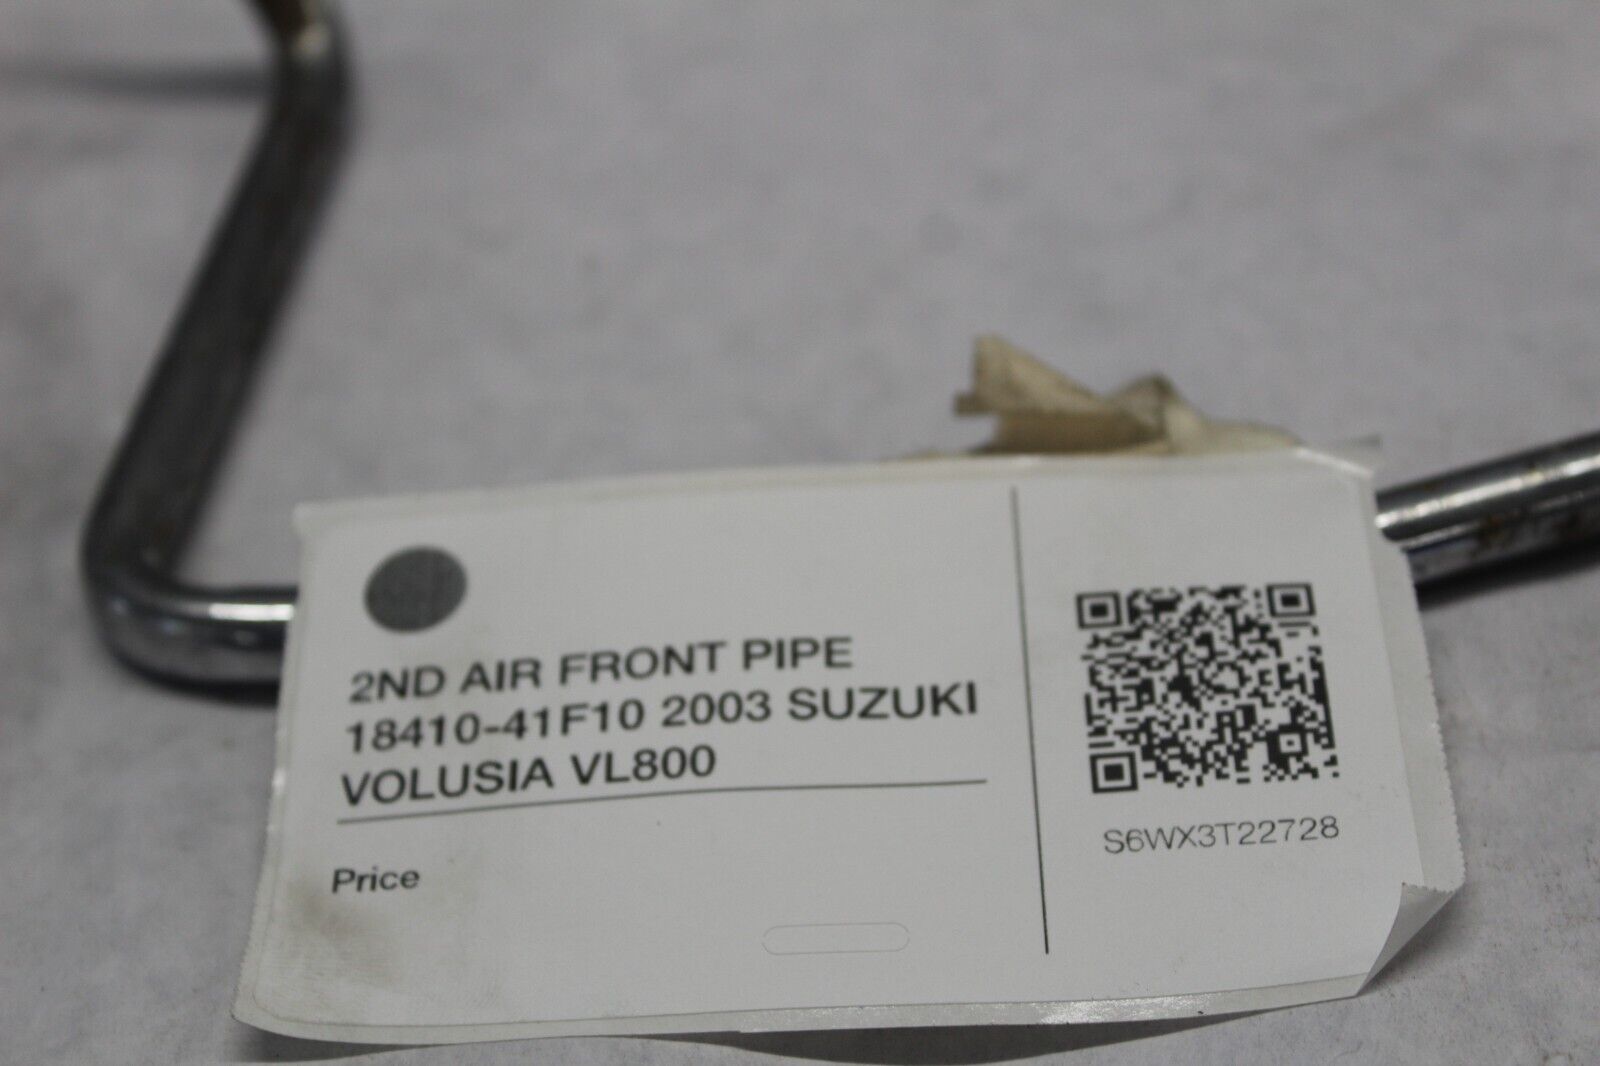 2ND AIR FRONT PIPE
18410-41F10 2003 SUZUKI
VOLUSIA VL800
Price
S6WX3T22728